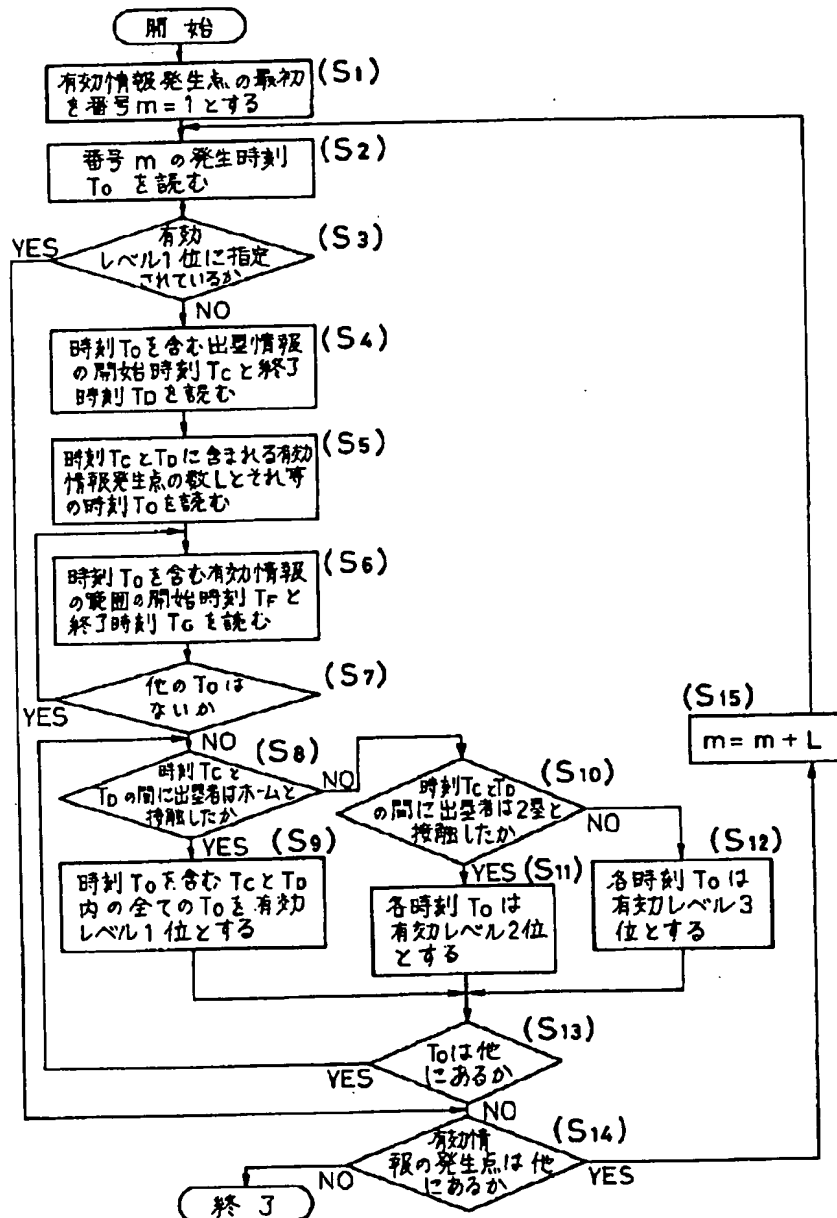 開始
有効情報発生点の最初
を番号m=1とする
(S1)
番号 m の発生時刻
To を読む
(S2)
有効
レベル1位に指定
されているか
(S3)
YES
NO
時刻Toを含む出塁情報
の開始時刻Tcと終了
時刻TDを読む
(S4)
時刻TcとTDに含まれる有効
情報発生点の数Lとそれ等
の時刻Toを読む
(S5)
時刻Toを含む有効情報
の範囲の開始時刻TFと
終了時刻TGを読む
(S6)
他のToは
ないか
(S7)
YES
NO
時刻Tcと
TDの間に出塁者はホームと
接触したか
(S8)
NO
YES
時刻Toを含むTcとTD
内の全てのToを有効
レベル1位とする
(S9)
時刻TcとTD
の間に出塁者は2塁と
接触したか
(S10)
NO
YES
各時刻Toは
有効レベル2位
とする
(S11)
各時刻Toは
有効レベル3
位とする
(S12)
Toは他
にあるか
(S13)
YES
NO
有効情
報の発生点は他
にあるか
(S14)
NO
YES
(S15)
m=m+L
終了